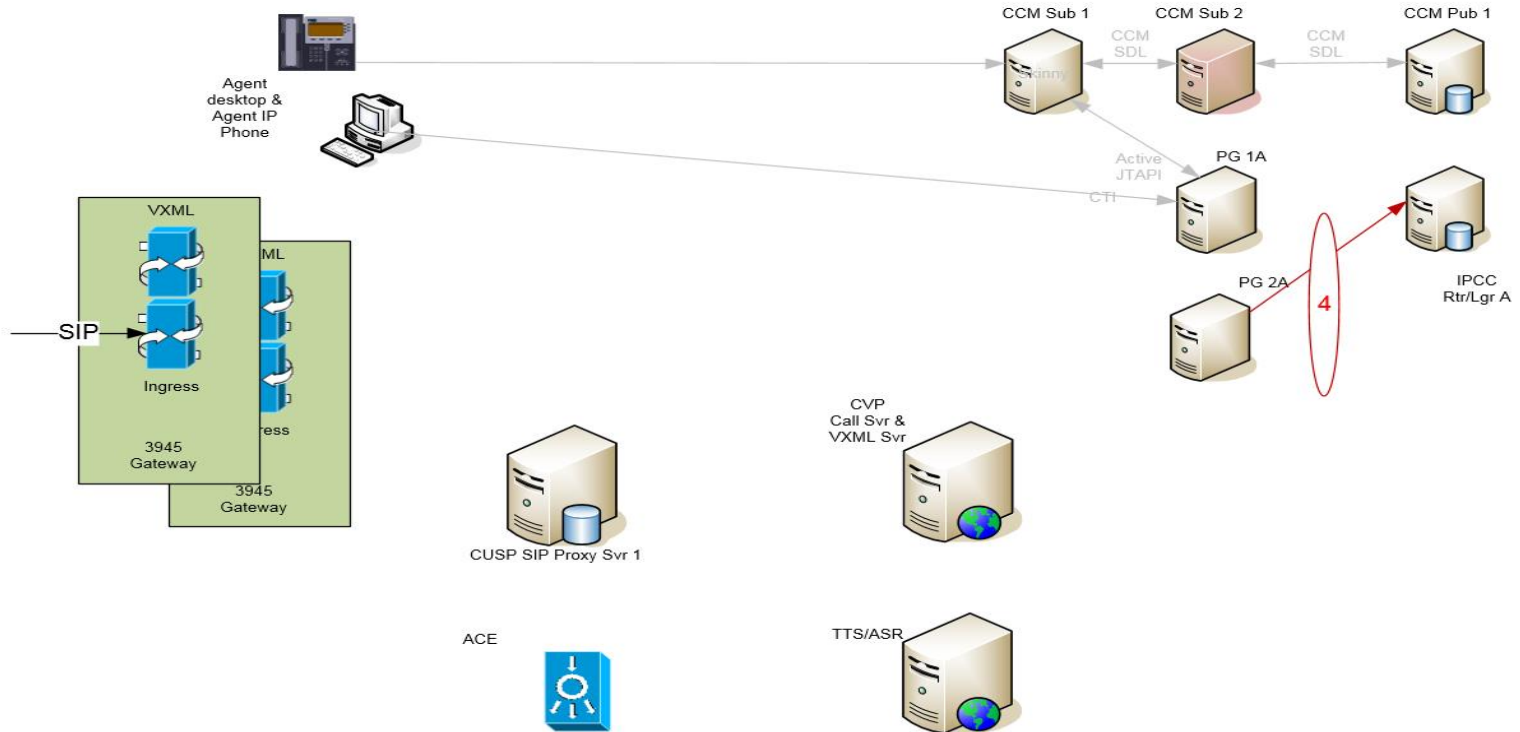 CCM Sub 1
CCM Sub 2
CCM Pub 1
CCM
SDL
CCM
SDL
Skinny
Agent
desktop &
Agent IP
Phone
Active
JTAPI
PG 1A
CTI
VXML
ML
SIP
Ingress
ress
3945
Gateway
3945
Gateway
PG 2A
4
IPCC
Rtr/Lgr A
CVP
Call Svr &
VXML Svr
CUSP SIP Proxy Svr 1
ACE
TTS/ASR